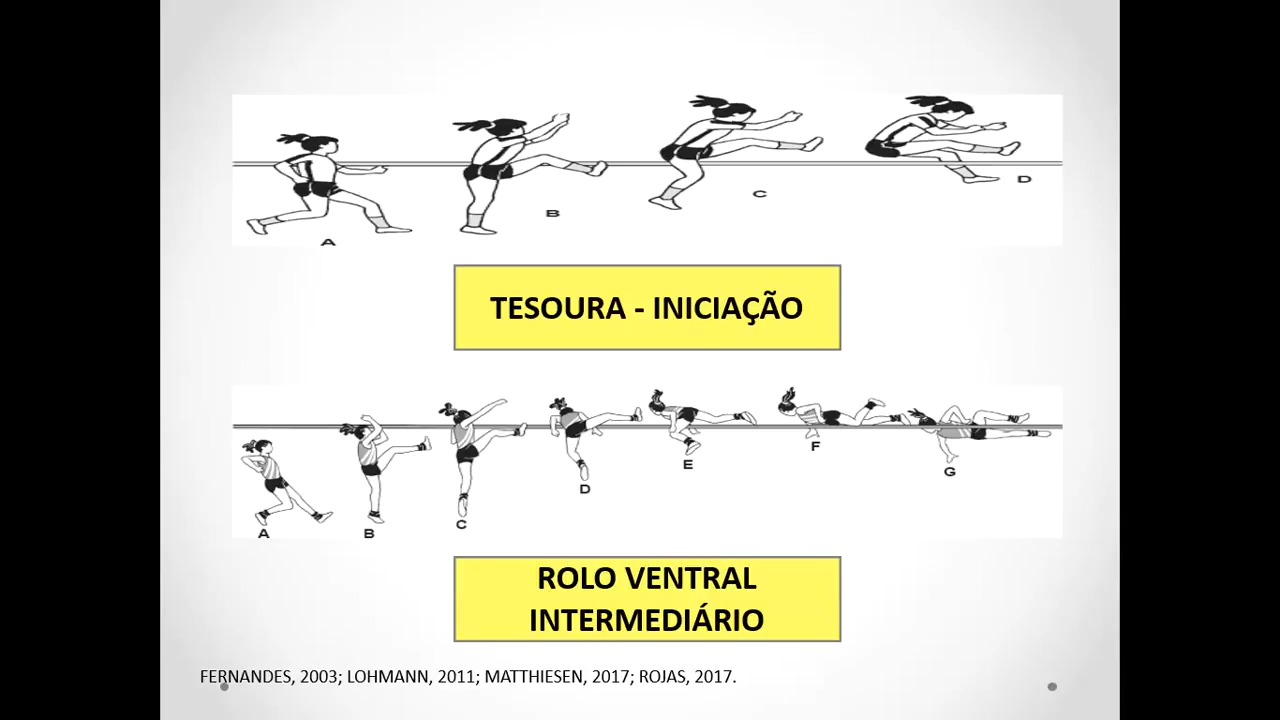 A
B
C
D
TESOURA - INICIAÇÃO
A
B
C
D
E
F
G
ROLO VENTRAL
INTERMEDIÁRIO
FERNANDES, 2003; LOHMANN, 2011; MATTHIESEN, 2017; ROJAS, 2017.